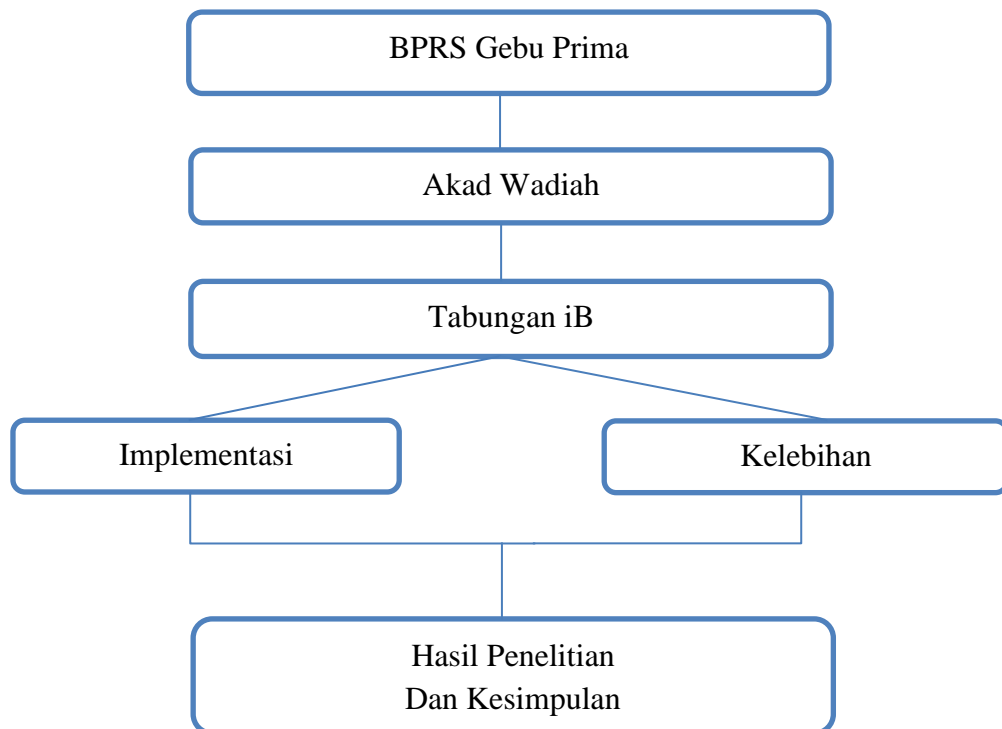 BPRS Gebu Prima
Akad Wadiah
Tabungan iB
Implementasi
Kelebihan
Hasil Penelitian
Dan Kesimpulan